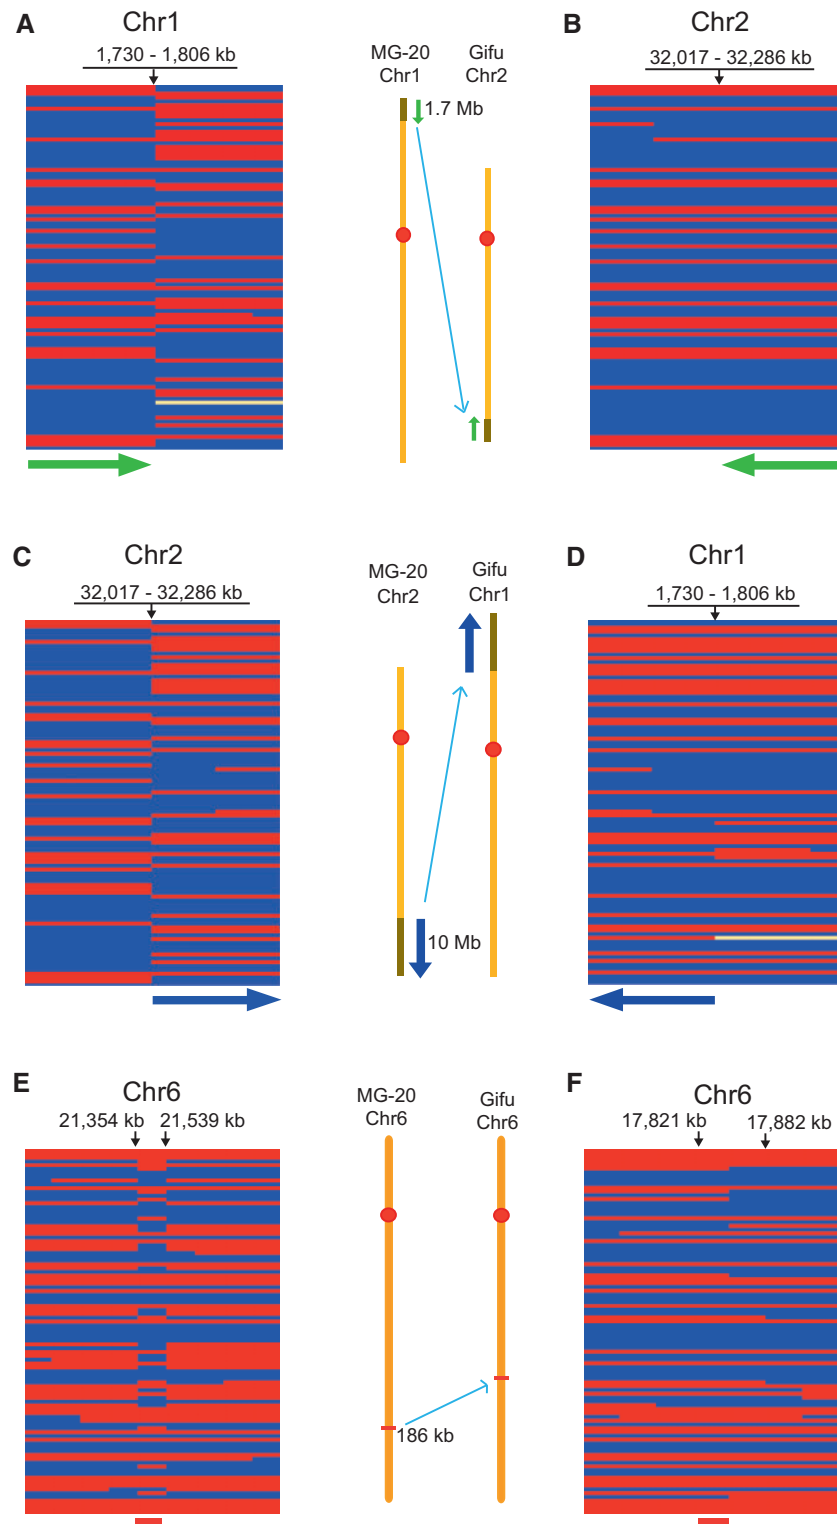 A
Chr1
1,730 - 1,806 kb
MG-20
Chr1
Gifu
Chr2
1.7 Mb
B
Chr2
32,017 - 32,286 kb
C
Chr2
32,017 - 32,286 kb
MG-20
Chr2
Gifu
Chr1
10 Mb
D
Chr1
1,730 - 1,806 kb
E
Chr6
21,354 kb
21,539 kb
MG-20
Chr6
Gifu
Chr6
186 kb
F
Chr6
17,821 kb
17,882 kb